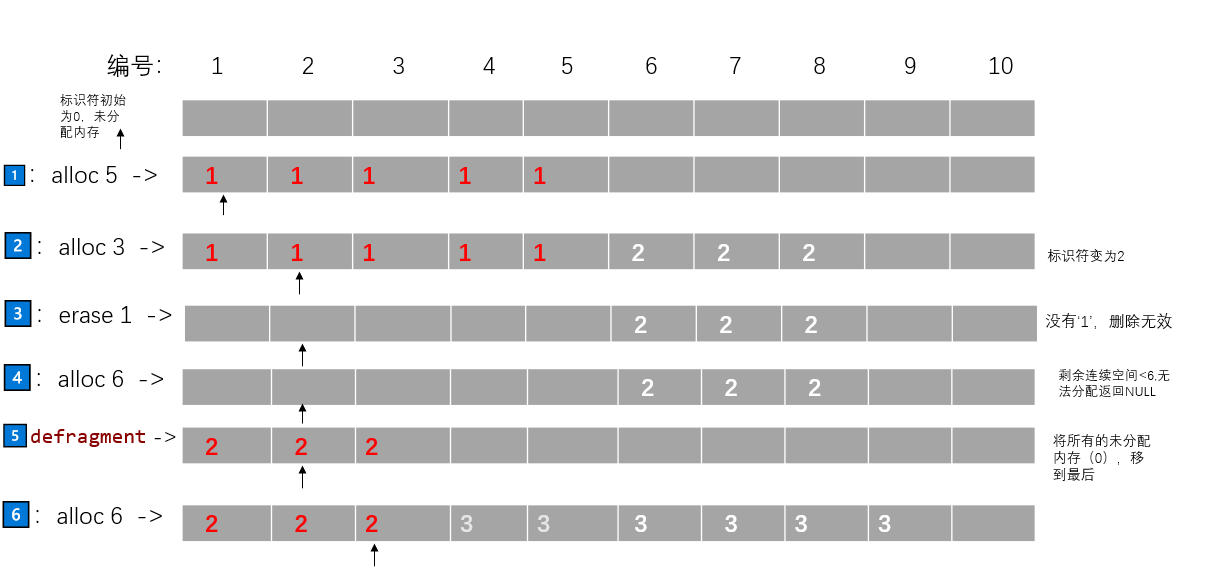 编号： 1 2 3 4 5 6 7 8 9 10
标识符初始
为0，未分
配内存
1 ： alloc 5 -> 1 1 1 1 1
2 ： alloc 3 -> 1 1 1 1 1 2 2 2 标识符变为2
3 ： erase 1 -> 2 2 2 没有‘1’，删除无效
4 ： alloc 6 -> 2 2 2 剩余连续空间<6,无
法分配返回NULL
5 defragment -> 2 2 2 将所有的未分配
内存（0），移
到最后
6 ： alloc 6 -> 2 2 2 3 3 3 3 3 3